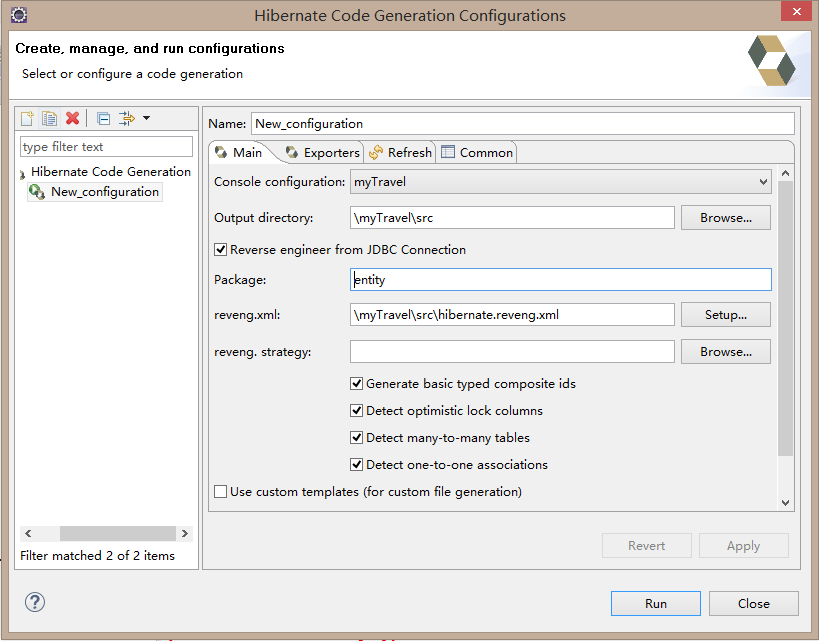 Hibernate Code Generation Configurations
Create, manage, and run configurations
Select or configure a code generation
type filter text
Hibernate Code Generation
New_configuration
Filter matched 2 of 2 items
Name: New_configuration
Main Exporters Refresh Common
Console configuration: myTravel
Output directory: \myTravel\src Browse...
Reverse engineer from JDBC Connection
Package: entity
reveng.xml: \myTravel\src\hibernate.reveng.xml Setup...
reveng. strategy: Browse...
Generate basic typed composite ids
Detect optimistic lock columns
Detect many-to-many tables
Detect one-to-one associations
Use custom templates (for custom file generation)
Revert Apply
? Run Close